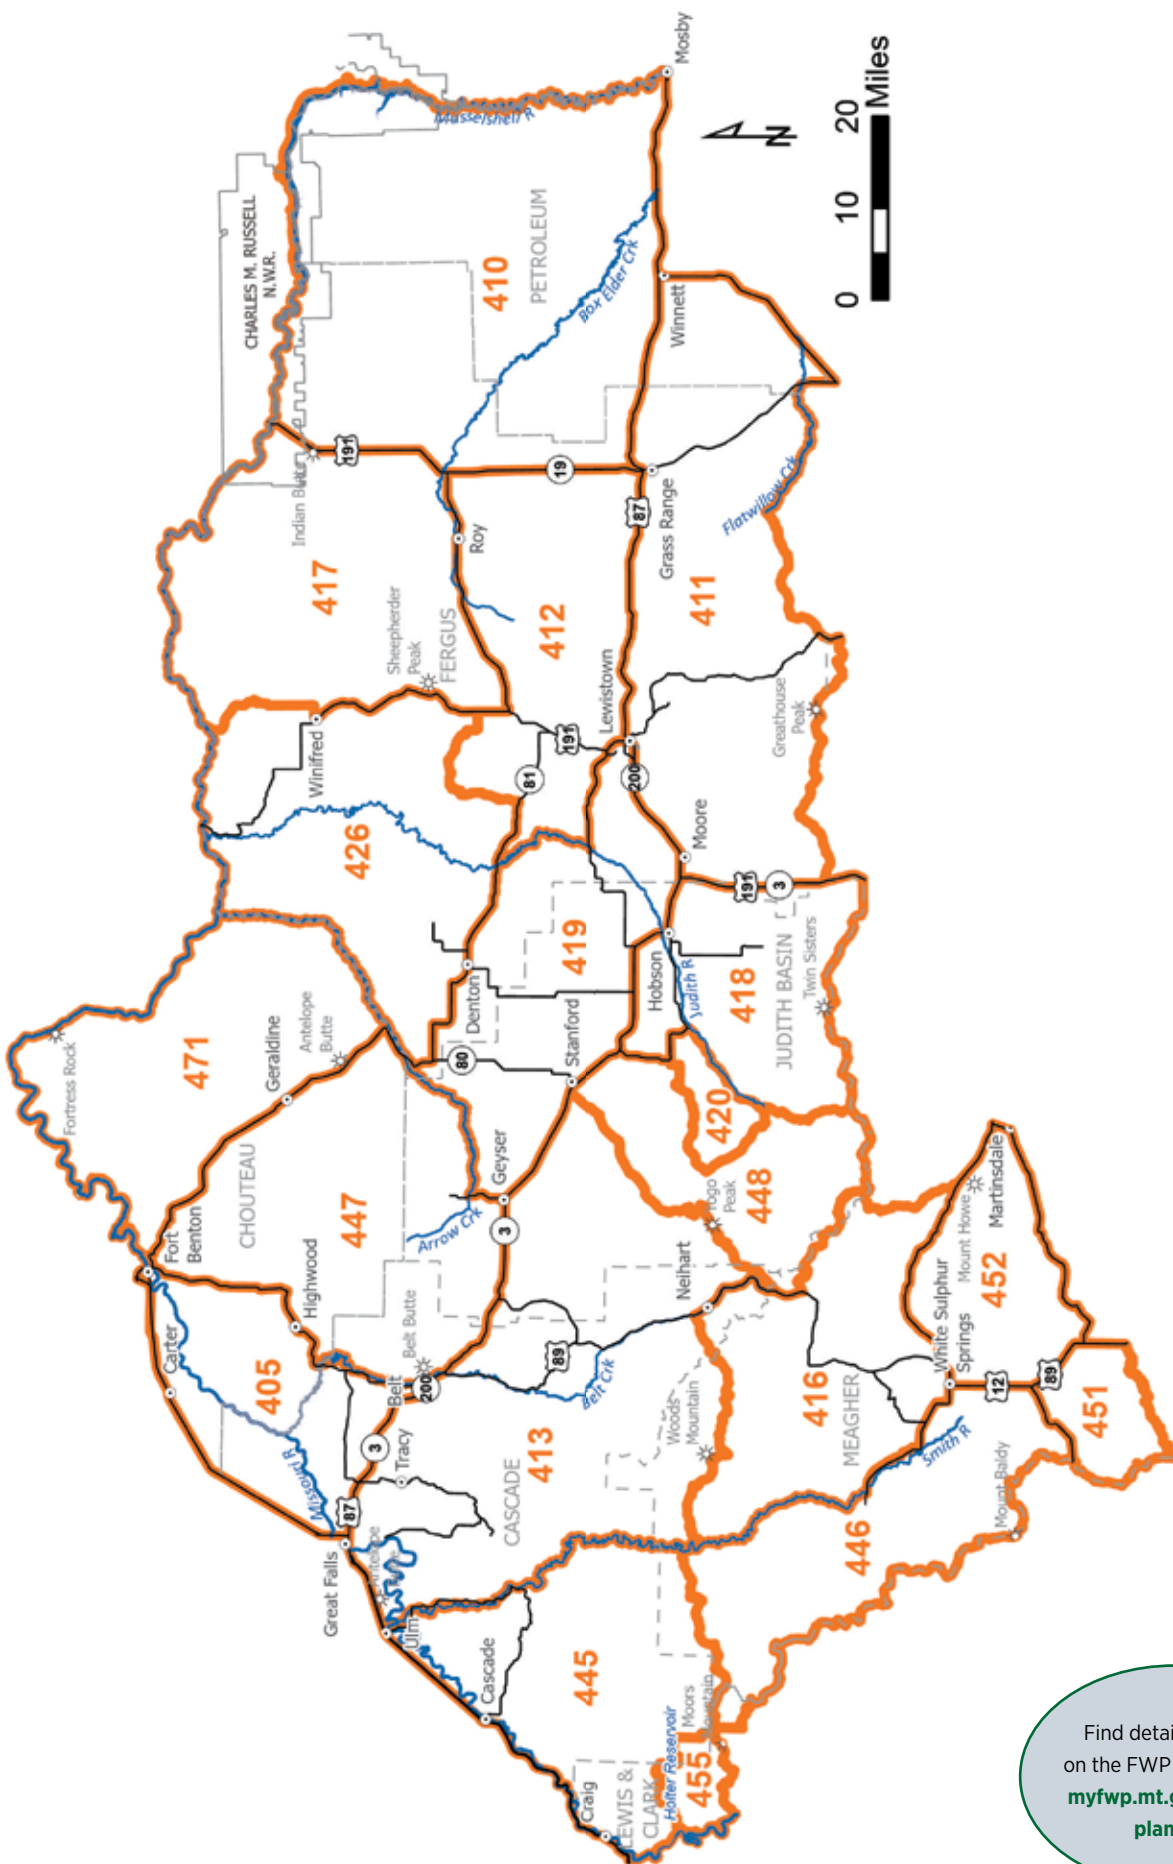 Mosby
Musselshell R
CHARLES M. RUSSELL
N.W.R.
PETROLEUM
410
Box Elder Crk
Winnett
N
0 10 20
Miles
Indian Butte
191
19
87
Grass Range
Flatwillow Crk
417
Roy
Sheepherder
Peak
FERGUS
412
411
Lewistown
Winifred
191
81
200
Greathouse
Peak
426
Moore
191
3
419
Denton
Hobson
Judith R
418
JUDITH BASIN
Twin Sisters
Fortress Rock
471
Geraldine
Antelope
Butte
80
Stanford
420
CHOUTEAU
447
Arrow Crk
Geyser
3
Yogo
Peak
448
Fort
Benton
Highwood
Carter
405
Belt Butte
Belt
200
89
Belt Crk
Neihart
Mount Howe
Martinsdale
452
White Sulphur
Springs
12
89
451
416
MEAGHER
Smith R
Mount Baldy
Woods
Mountain
Missouri R
3
Tracy
87
413
CASCADE
Great Falls
Antelope
Ulm
446
Cascade
445
Craig
LEWIS &
CLARK
Holter Reservoir
Moors
Mountain
455
Find detai
on the FWP
myfwp.mt.g
plan